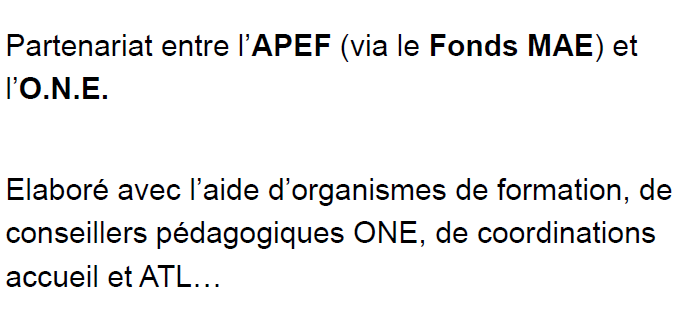 Partenariat entre l’APEF (via le Fonds MAE) et
l’O.N.E.
Elaboré avec l’aide d’organismes de formation, de
conseillers pédagogiques ONE, de coordinations
accueil et ATL…